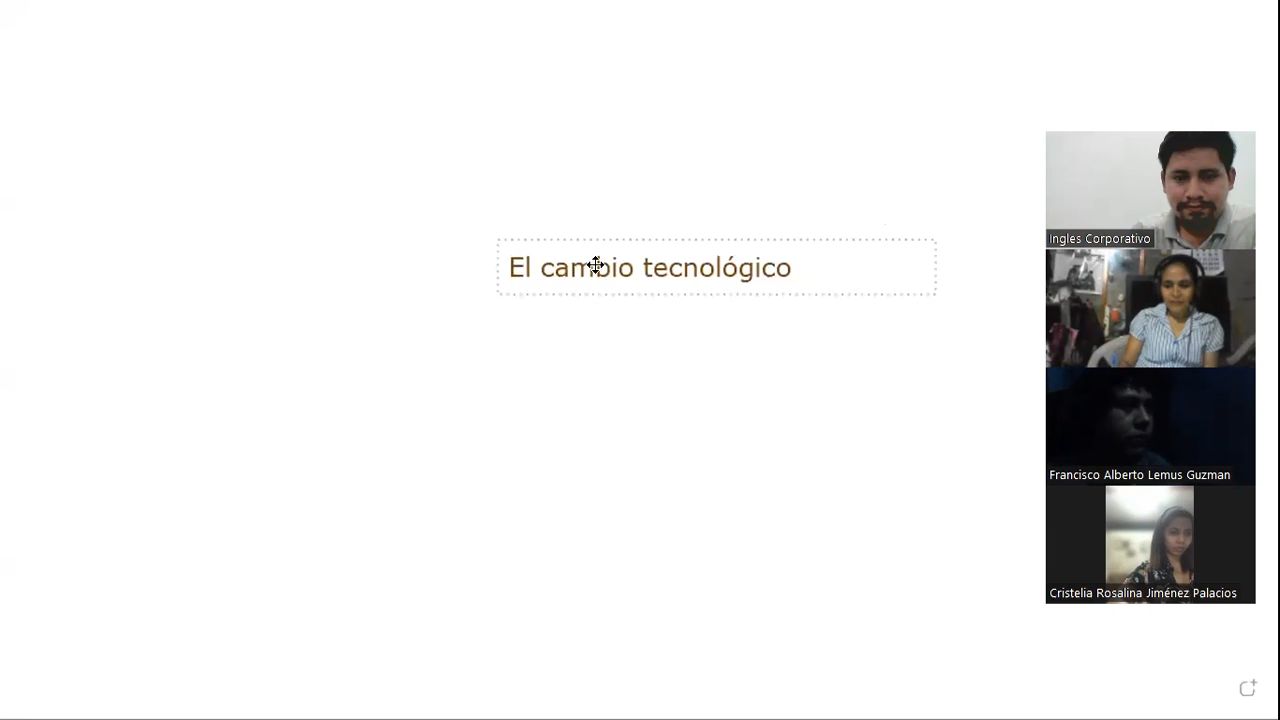 El cambio tecnológico
Ingles Corporativo
Francisco Alberto Lemus Guzman
Cristelia Rosalina Jiménez Palacios